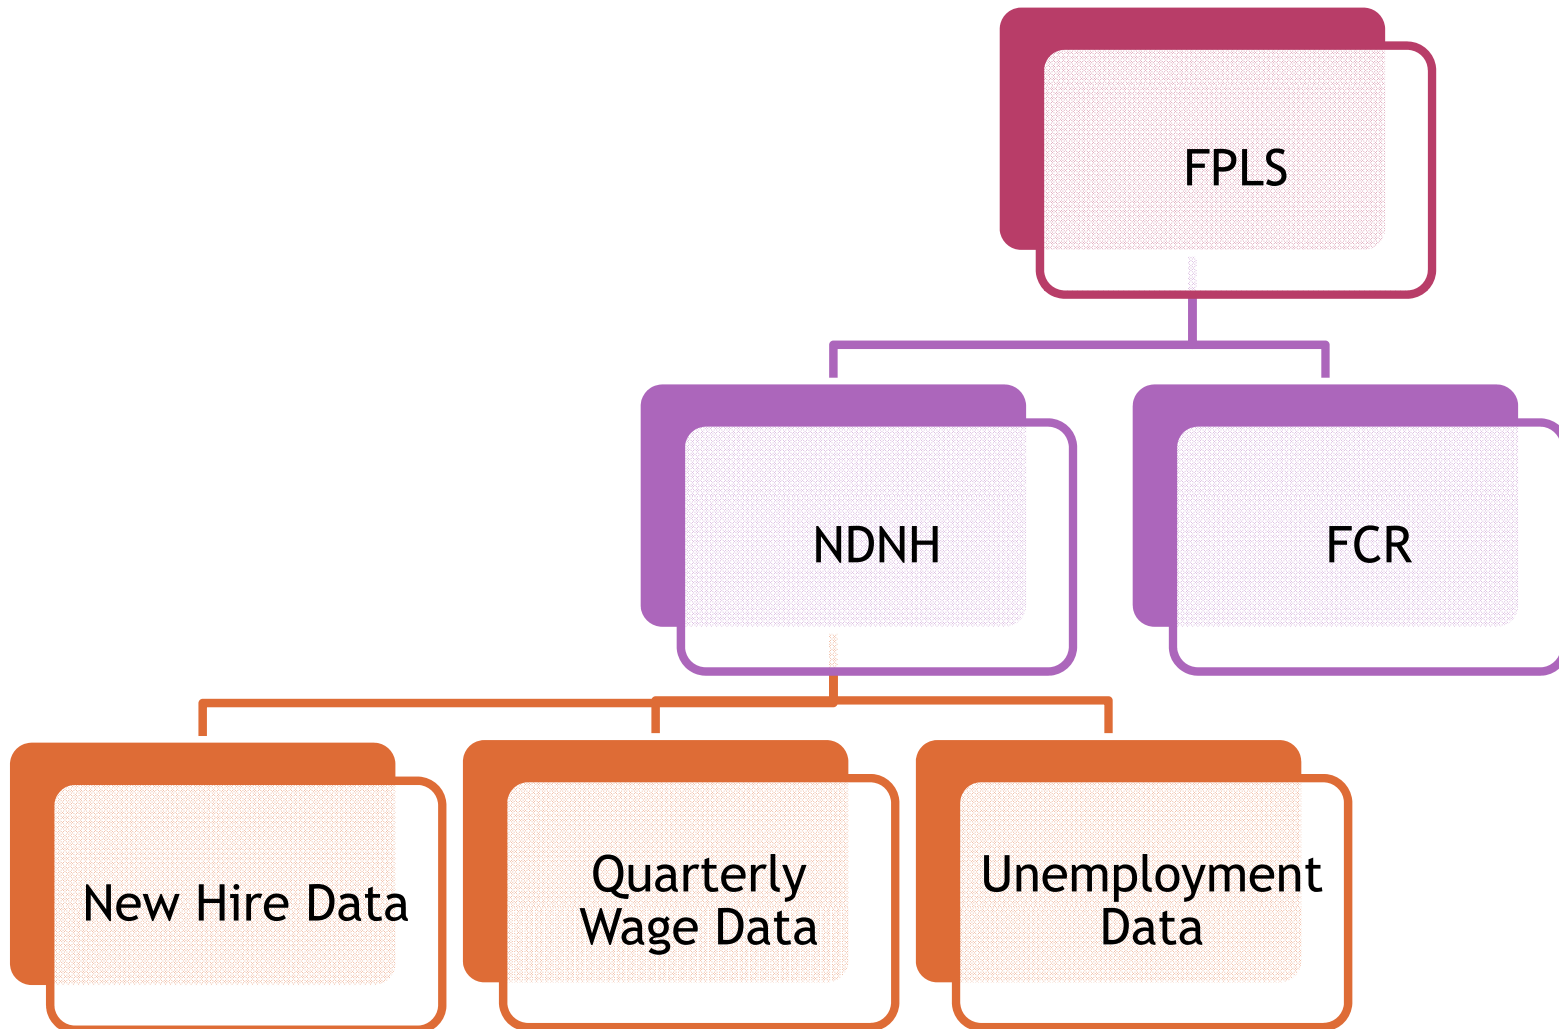 FPLS
NDNH
FCR
New Hire Data
Quarterly
Wage Data
Unemployment
Data